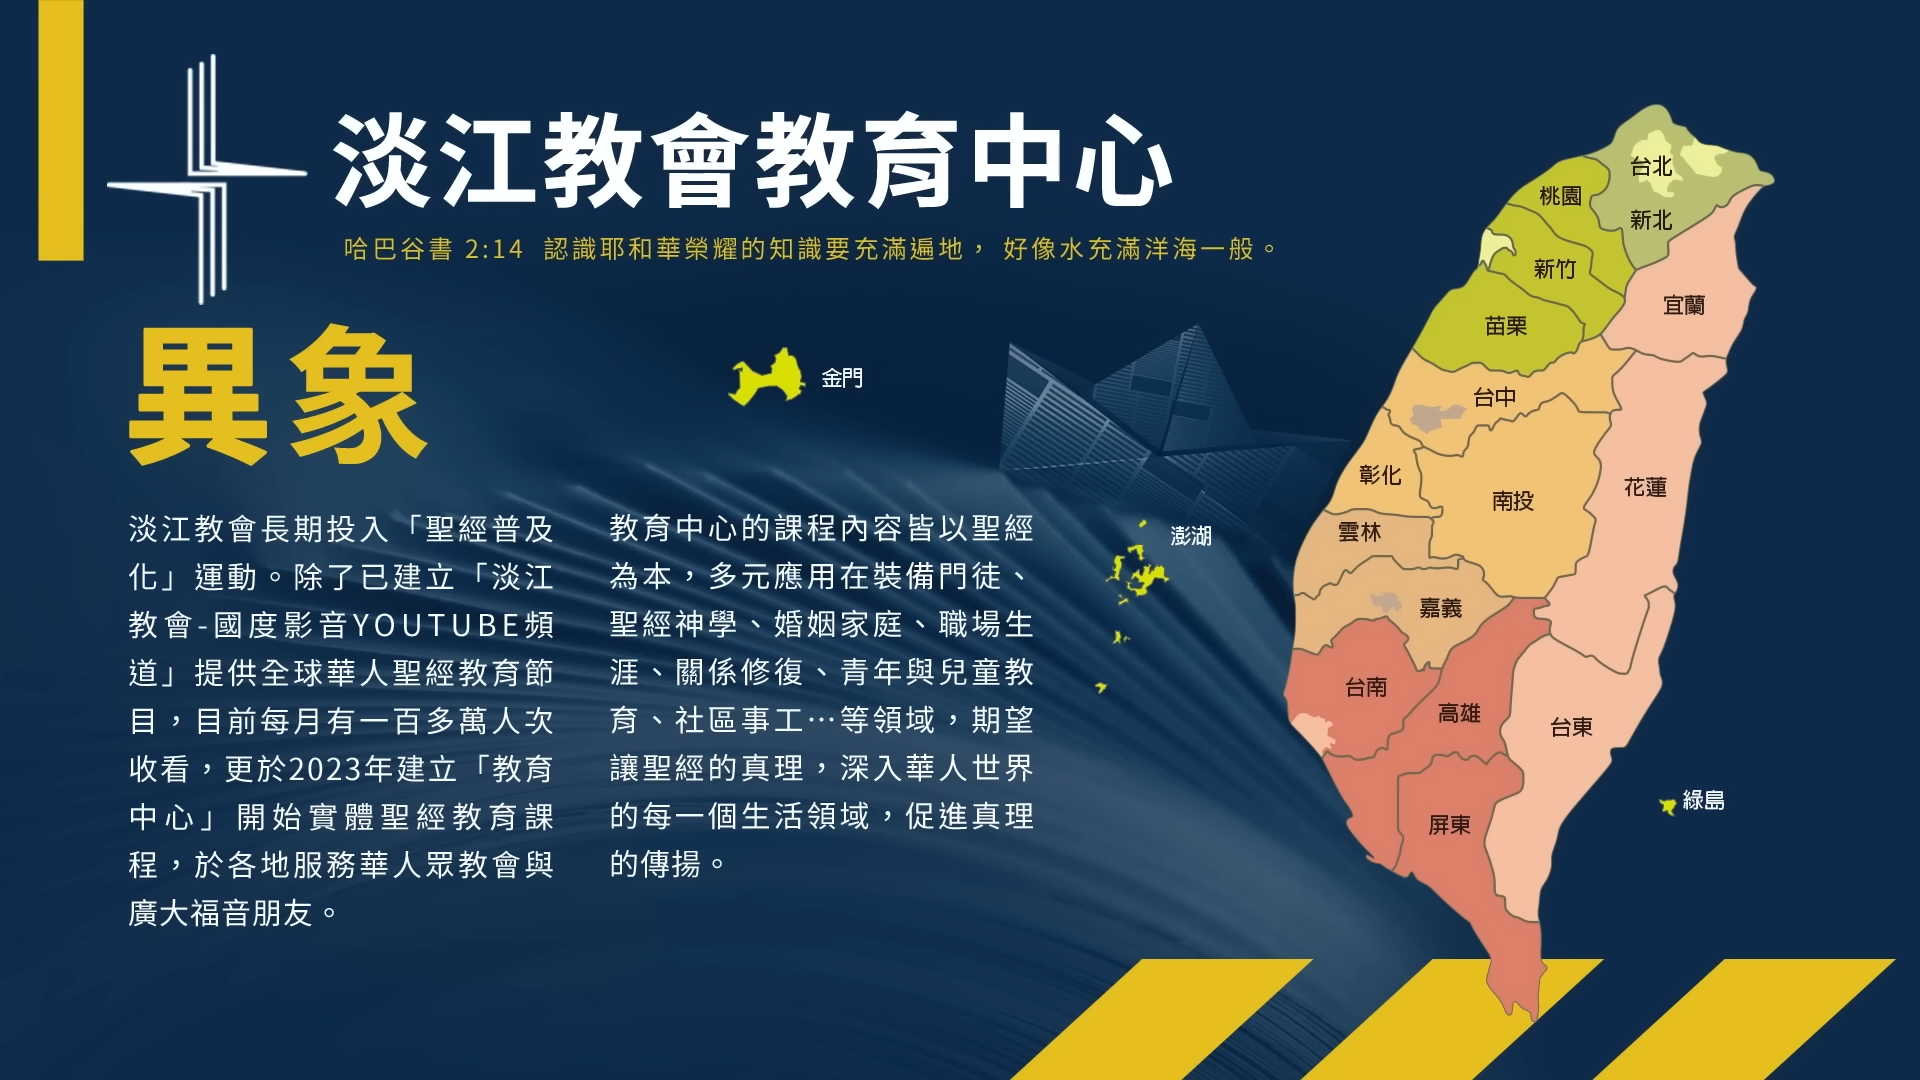 淡江教會教育中心
哈巴谷書 2:14 認識耶和華榮耀的知識要充滿遍地， 好像水充滿洋海一般。
異象
淡江教會長期投入「聖經普及
化」運動。除了已建立「淡江
教會-國度影音YOUTUBE頻
道」提供全球華人聖經教育節
目，目前每月有一百多萬人次
收看，更於2023年建立「教育
中心」開始實體聖經教育課
程，於各地服務華人眾教會與
廣大福音朋友。
教育中心的課程內容皆以聖經
為本，多元應用在裝備門徒、
聖經神學、婚姻家庭、職場生
涯、關係修復、青年與兒童教
育、社區事工…等領域，期望
讓聖經的真理，深入華人世界
的每一個生活領域，促進真理
的傳揚。
金門
澎湖
台北
桃園
新北
新竹
宜蘭
苗栗
台中
彰化
花蓮
南投
雲林
嘉義
台南
高雄
台東
綠島
屏東